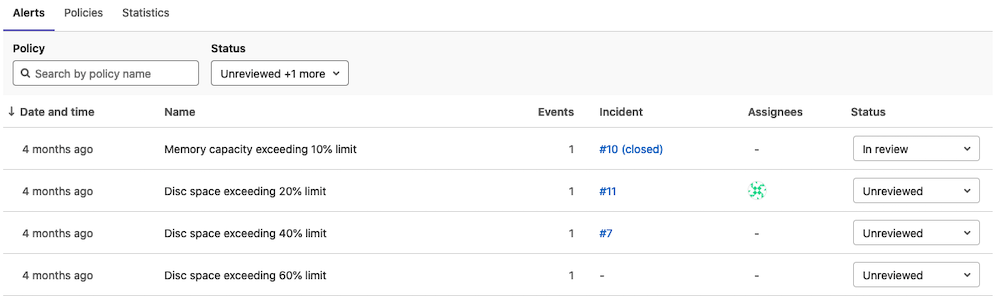 Alerts Policies Statistics
Policy Status
Search by policy name Unreviewed +1 more
Date and time Name Events Incident Assignees Status
4 months ago Memory capacity exceeding 10% limit 1 #10 (closed) - In review
4 months ago Disc space exceeding 20% limit 1 #11 Unreviewed
4 months ago Disc space exceeding 40% limit 1 #7 - Unreviewed
4 months ago Disc space exceeding 60% limit 1 - - Unreviewed